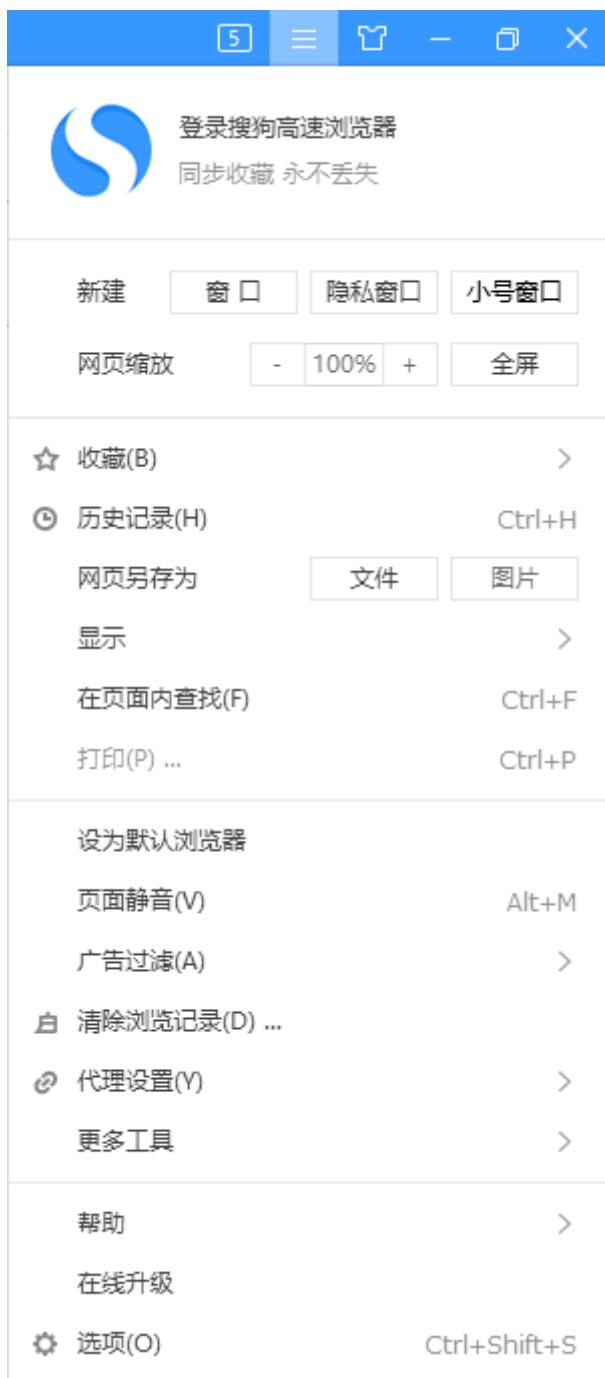 5
登录搜狗高速浏览器
同步收藏 永不丢失
新建 窗 口 隐私窗口 小号窗口
网页缩放 - 100% + 全屏
收藏(B)
历史记录(H) Ctrl+H
网页另存为 文件 图片
显示
在页面内查找(F) Ctrl+F
打印(P) ... Ctrl+P
设为默认浏览器
页面静音(V) Alt+M
广告过滤(A)
清除浏览记录(D) ...
代理设置(Y)
更多工具
帮助
在线升级
选项(O) Ctrl+Shift+S